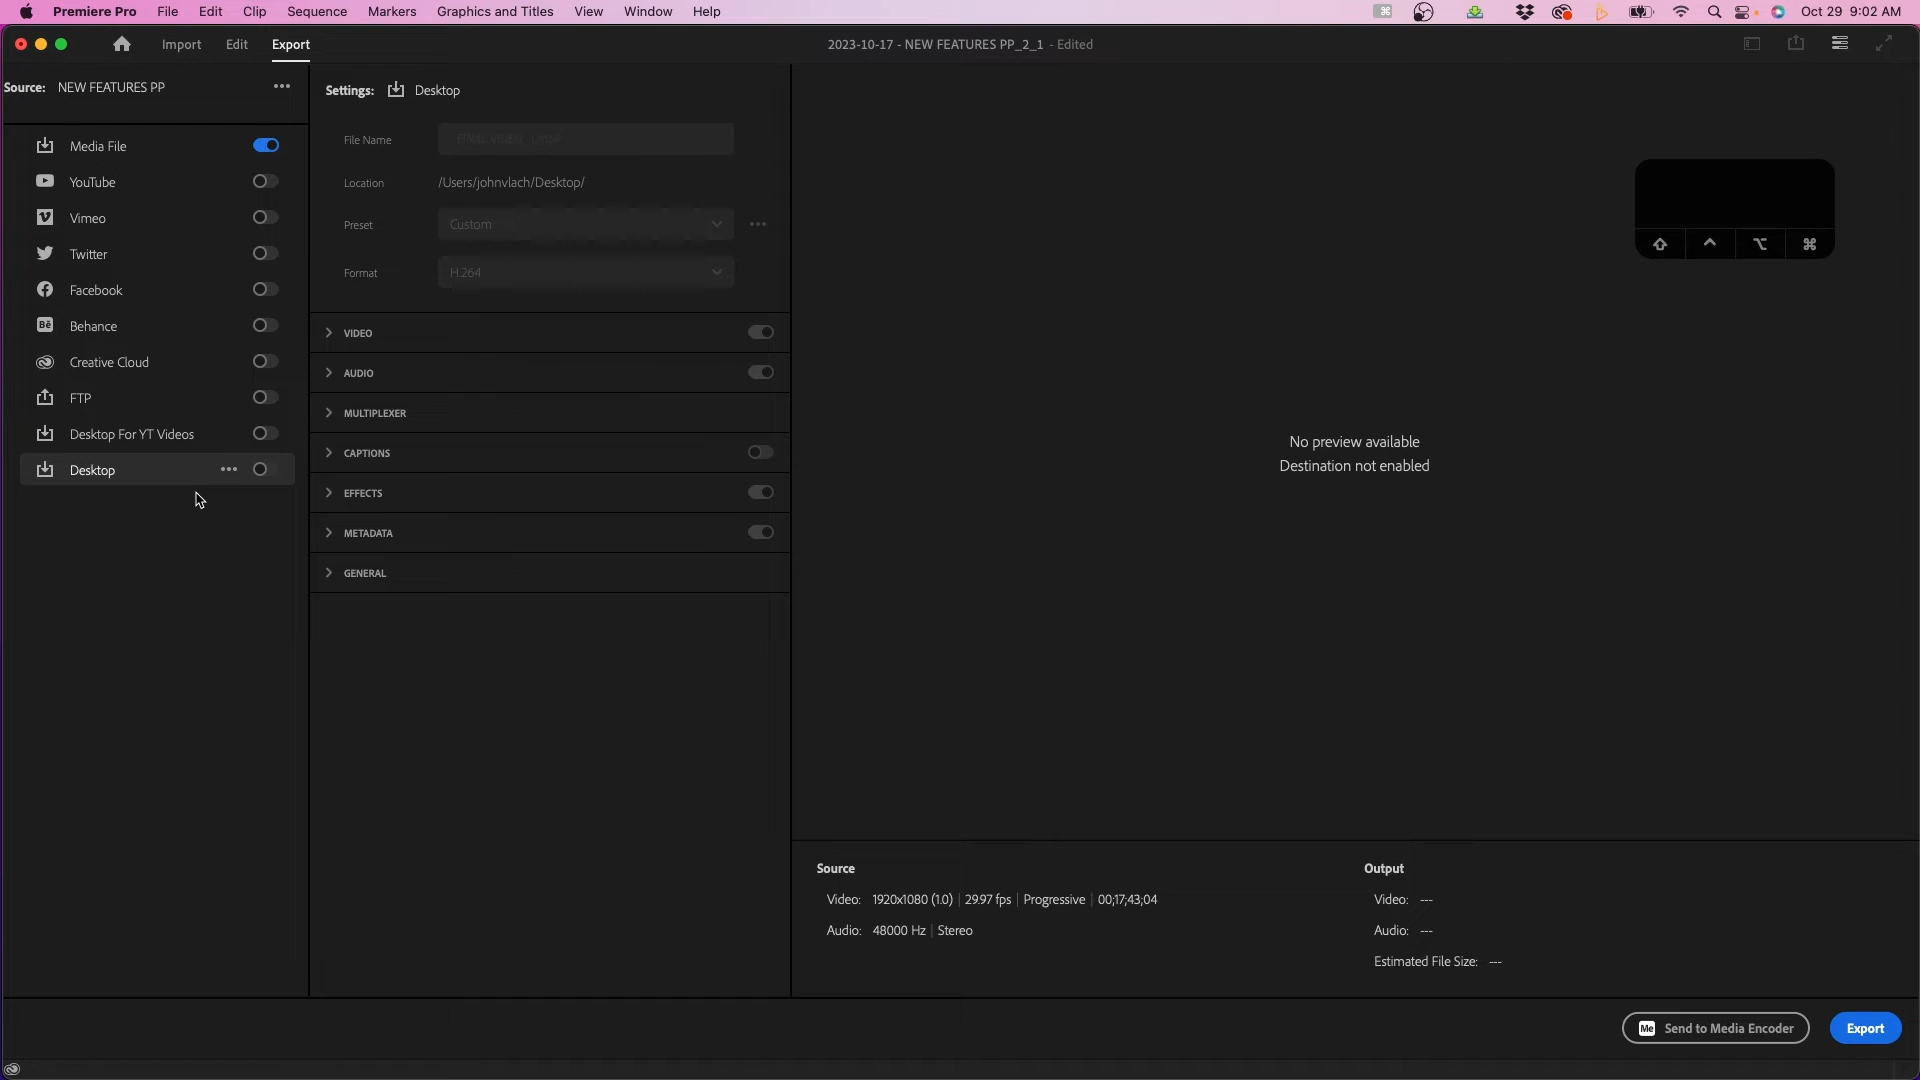 Premiere Pro File Edit Clip Sequence Markers Graphics and Titles View Window Help Oct 29 9:02 AM
Import Edit Export 2023-10-17 - NEW FEATURES PP_2_1 - Edited
Source: NEW FEATURES PP
Media File
YouTube
Vimeo
Twitter
Facebook
Bē Behance
Creative Cloud
FTP
Desktop For YT Videos
Desktop
Settings: Desktop
File Name
Location /Users/johnvlach/Desktop/
Preset Custom
Format H.264
VIDEO
AUDIO
MULTIPLEXER
CAPTIONS
EFFECTS
METADATA
GENERAL
No preview available
Destination not enabled
Source
Video: 1920x1080 (1.0) | 29.97 fps | Progressive | 00;17;43;04
Audio: 48000 Hz | Stereo
Output
Video: ---
Audio: ---
Estimated File Size: ---
Me Send to Media Encoder
Export